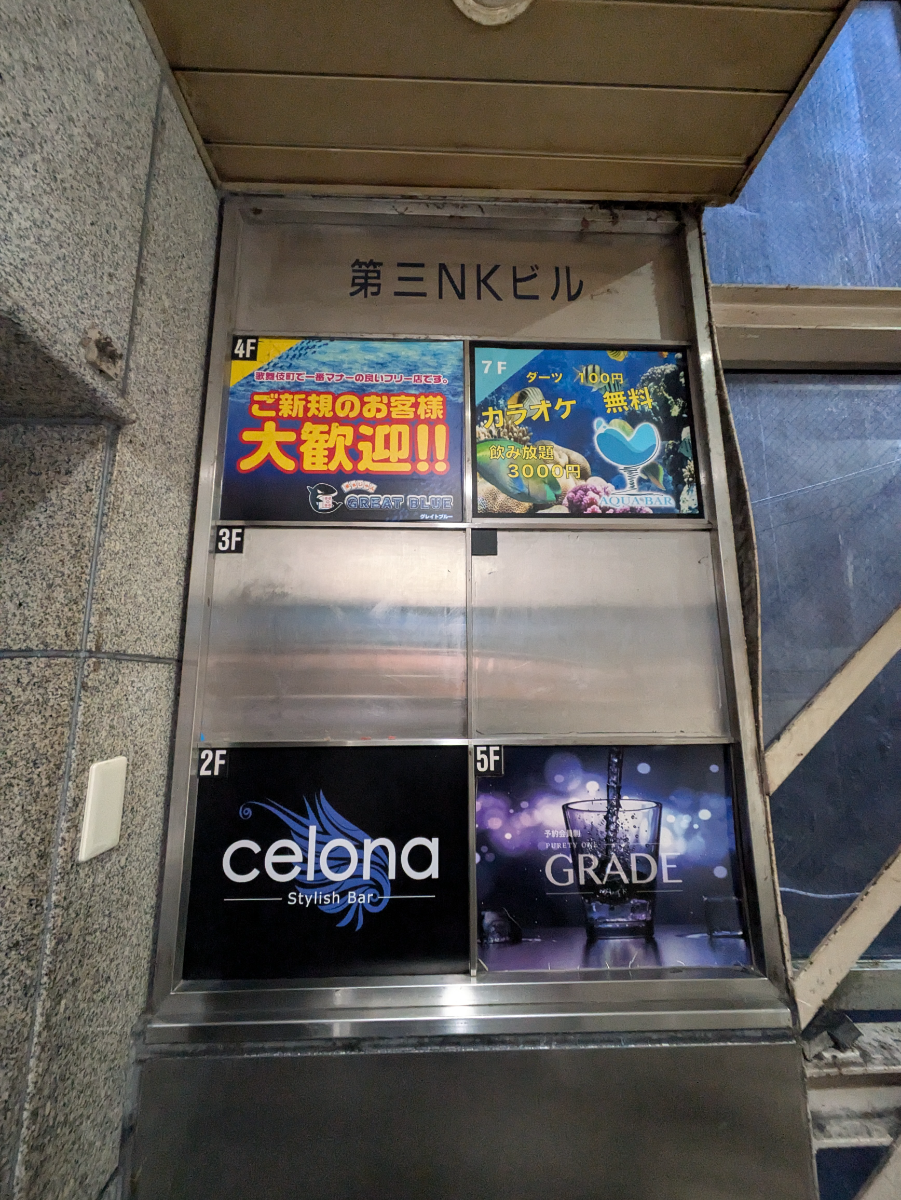 第三NKビル
4F
歌舞伎町で一番マナーの良いフリー店です。
ご新規のお客様
大歓迎!!
GREAT BLUE
グレイトブルー
7F
ダーツ 100円
カラオケ 無料
飲み放題
3000円
AQUA BAR
3F
2F
celona
Stylish Bar
5F
予約会員制
PURETY ONE
GRADE
グレイド